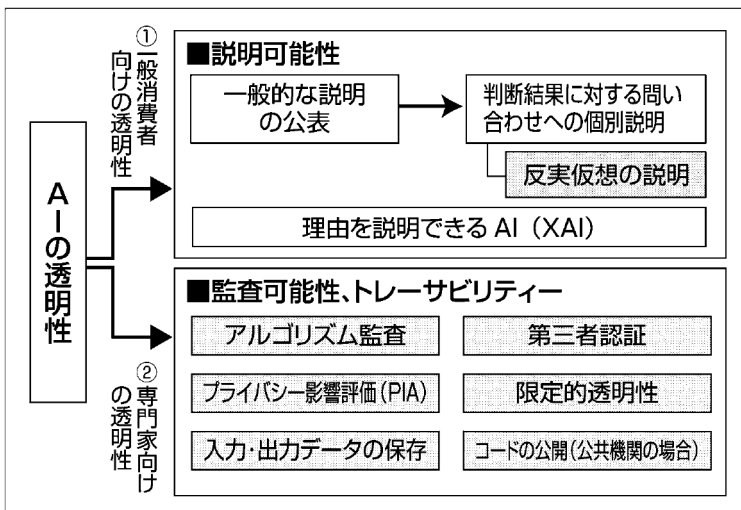 AIの透明性
①一般消費者
向けの透明性
■説明可能性
一般的な説明
の公表
判断結果に対する問い
合わせへの個別説明
反実仮想の説明
理由を説明できるAI（XAI）
②専門家向け
の透明性
■監査可能性、トレーサビリティー
アルゴリズム監査
第三者認証
プライバシー影響評価（PIA）
限定的透明性
入力・出力データの保存
コードの公開（公共機関の場合）